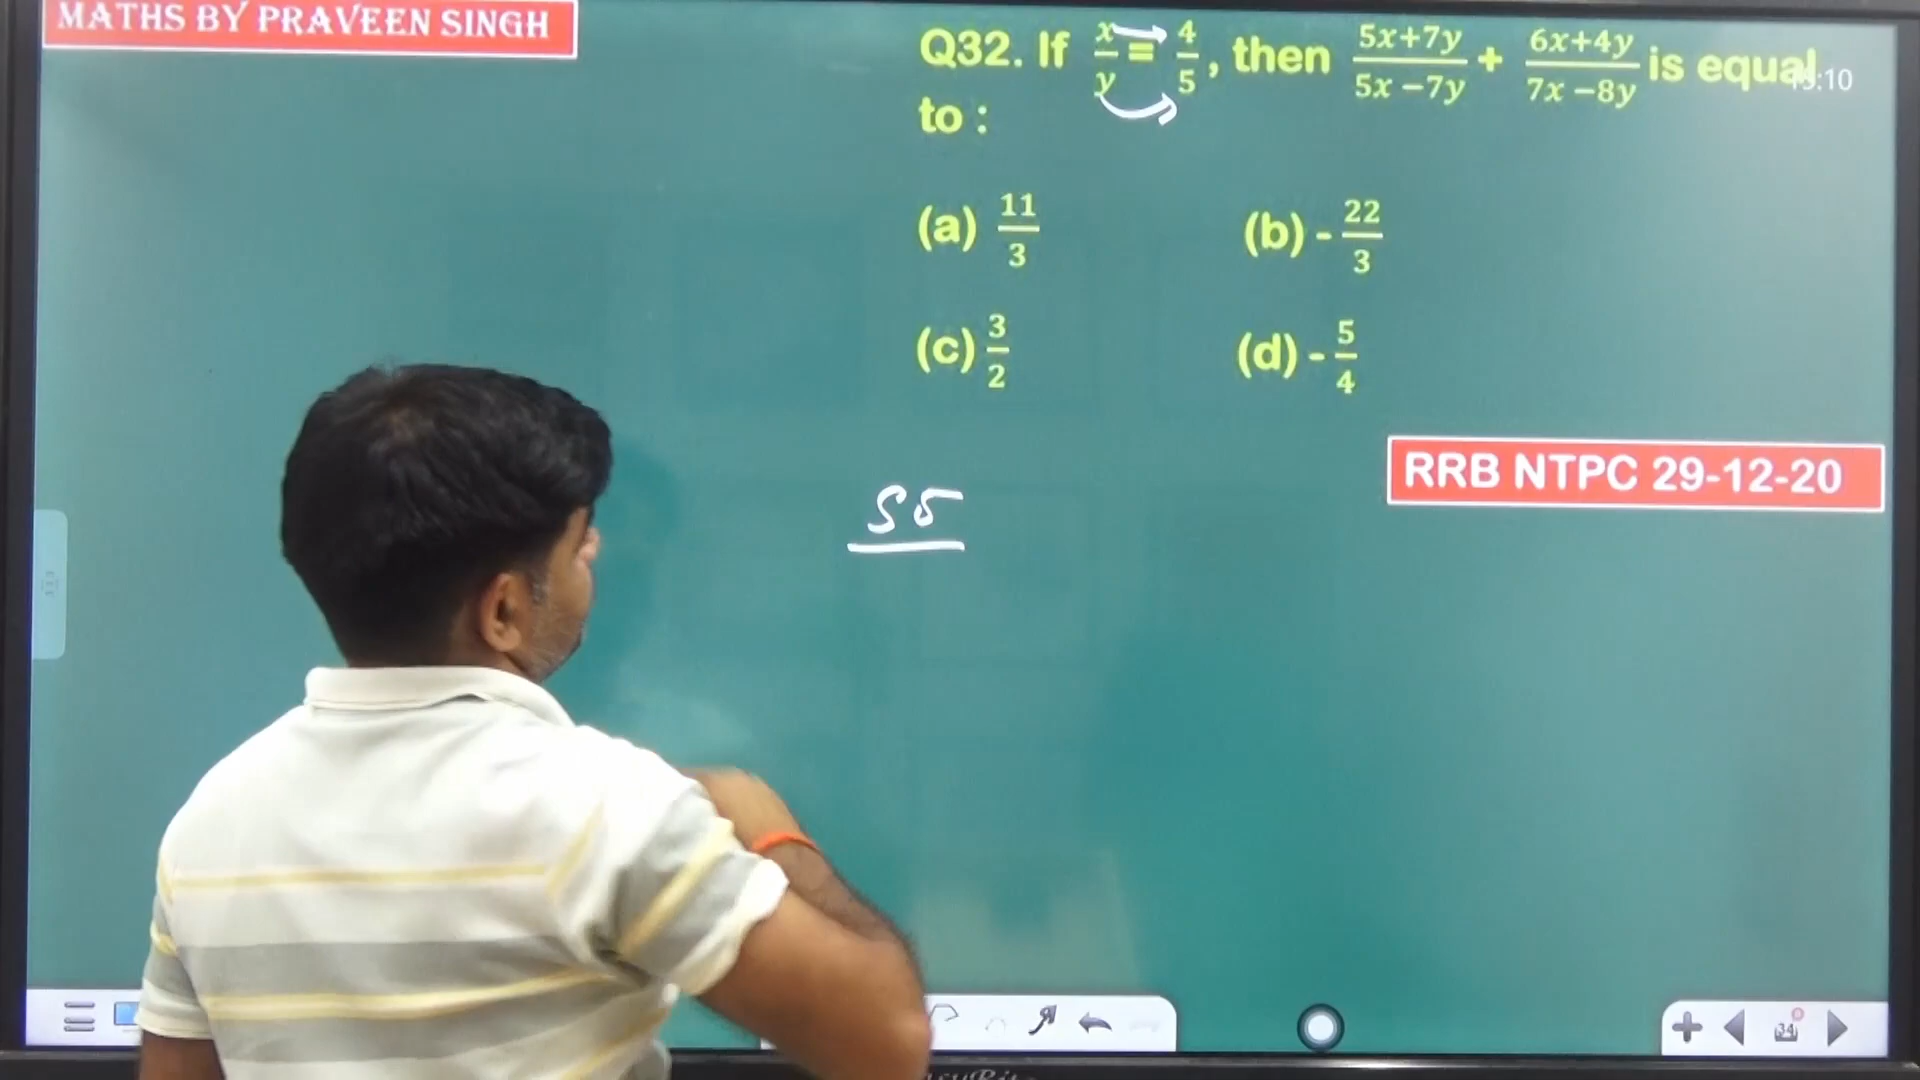 MATHS BY PRAVEEN SINGH
Q32. If x/y = 4/5, then (5x+7y)/(5x−7y) + (6x+4y)/(7x−8y) is equal
to :
(a) 11/3 (b) - 22/3
(c) 3/2 (d) - 5/4
55
RRB NTPC 29-12-20
34